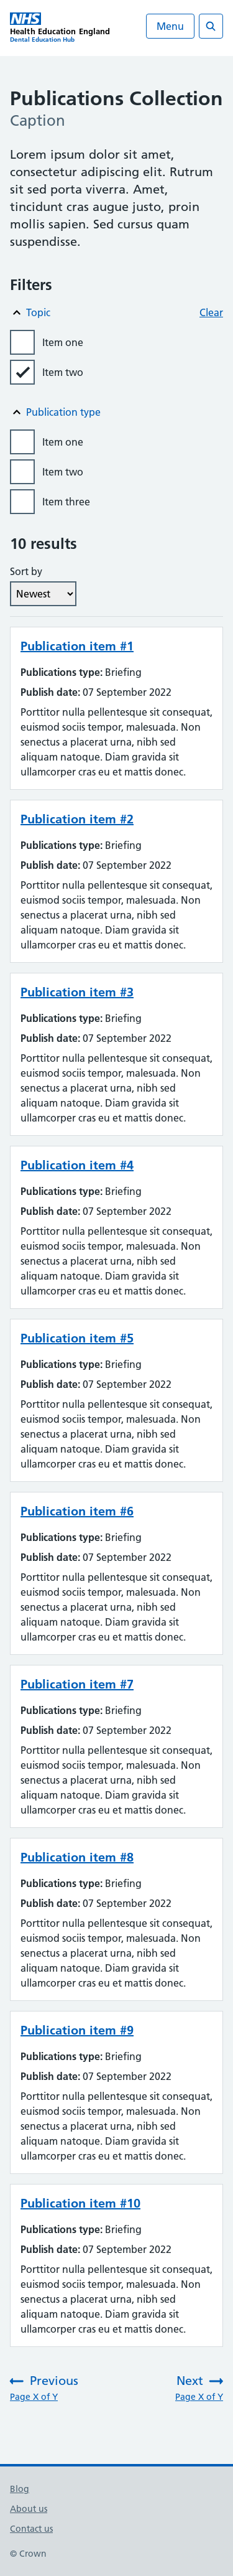 NHS
Health Education England
Dental Education Hub
Menu
Publications Collection
Caption
Lorem ipsum dolor sit amet,
consectetur adipiscing elit. Rutrum
sit sed porta viverra. Amet,
tincidunt cras augue justo, proin
mollis sapien. Sed cursus quam
suspendisse.
Filters
Topic Clear
Item one
Item two
Publication type
Item one
Item two
Item three
10 results
Sort by
Newest
Publication item #1
Publications type: Briefing
Publish date: 07 September 2022
Porttitor nulla pellentesque sit consequat,
euismod sociis tempor, malesuada. Non
senectus a placerat urna, nibh sed
aliquam natoque. Diam gravida sit
ullamcorper cras eu et mattis donec.
Publication item #2
Publications type: Briefing
Publish date: 07 September 2022
Porttitor nulla pellentesque sit consequat,
euismod sociis tempor, malesuada. Non
senectus a placerat urna, nibh sed
aliquam natoque. Diam gravida sit
ullamcorper cras eu et mattis donec.
Publication item #3
Publications type: Briefing
Publish date: 07 September 2022
Porttitor nulla pellentesque sit consequat,
euismod sociis tempor, malesuada. Non
senectus a placerat urna, nibh sed
aliquam natoque. Diam gravida sit
ullamcorper cras eu et mattis donec.
Publication item #4
Publications type: Briefing
Publish date: 07 September 2022
Porttitor nulla pellentesque sit consequat,
euismod sociis tempor, malesuada. Non
senectus a placerat urna, nibh sed
aliquam natoque. Diam gravida sit
ullamcorper cras eu et mattis donec.
Publication item #5
Publications type: Briefing
Publish date: 07 September 2022
Porttitor nulla pellentesque sit consequat,
euismod sociis tempor, malesuada. Non
senectus a placerat urna, nibh sed
aliquam natoque. Diam gravida sit
ullamcorper cras eu et mattis donec.
Publication item #6
Publications type: Briefing
Publish date: 07 September 2022
Porttitor nulla pellentesque sit consequat,
euismod sociis tempor, malesuada. Non
senectus a placerat urna, nibh sed
aliquam natoque. Diam gravida sit
ullamcorper cras eu et mattis donec.
Publication item #7
Publications type: Briefing
Publish date: 07 September 2022
Porttitor nulla pellentesque sit consequat,
euismod sociis tempor, malesuada. Non
senectus a placerat urna, nibh sed
aliquam natoque. Diam gravida sit
ullamcorper cras eu et mattis donec.
Publication item #8
Publications type: Briefing
Publish date: 07 September 2022
Porttitor nulla pellentesque sit consequat,
euismod sociis tempor, malesuada. Non
senectus a placerat urna, nibh sed
aliquam natoque. Diam gravida sit
ullamcorper cras eu et mattis donec.
Publication item #9
Publications type: Briefing
Publish date: 07 September 2022
Porttitor nulla pellentesque sit consequat,
euismod sociis tempor, malesuada. Non
senectus a placerat urna, nibh sed
aliquam natoque. Diam gravida sit
ullamcorper cras eu et mattis donec.
Publication item #10
Publications type: Briefing
Publish date: 07 September 2022
Porttitor nulla pellentesque sit consequat,
euismod sociis tempor, malesuada. Non
senectus a placerat urna, nibh sed
aliquam natoque. Diam gravida sit
ullamcorper cras eu et mattis donec.
Previous Next
Page X of Y Page X of Y
Blog
About us
Contact us
© Crown